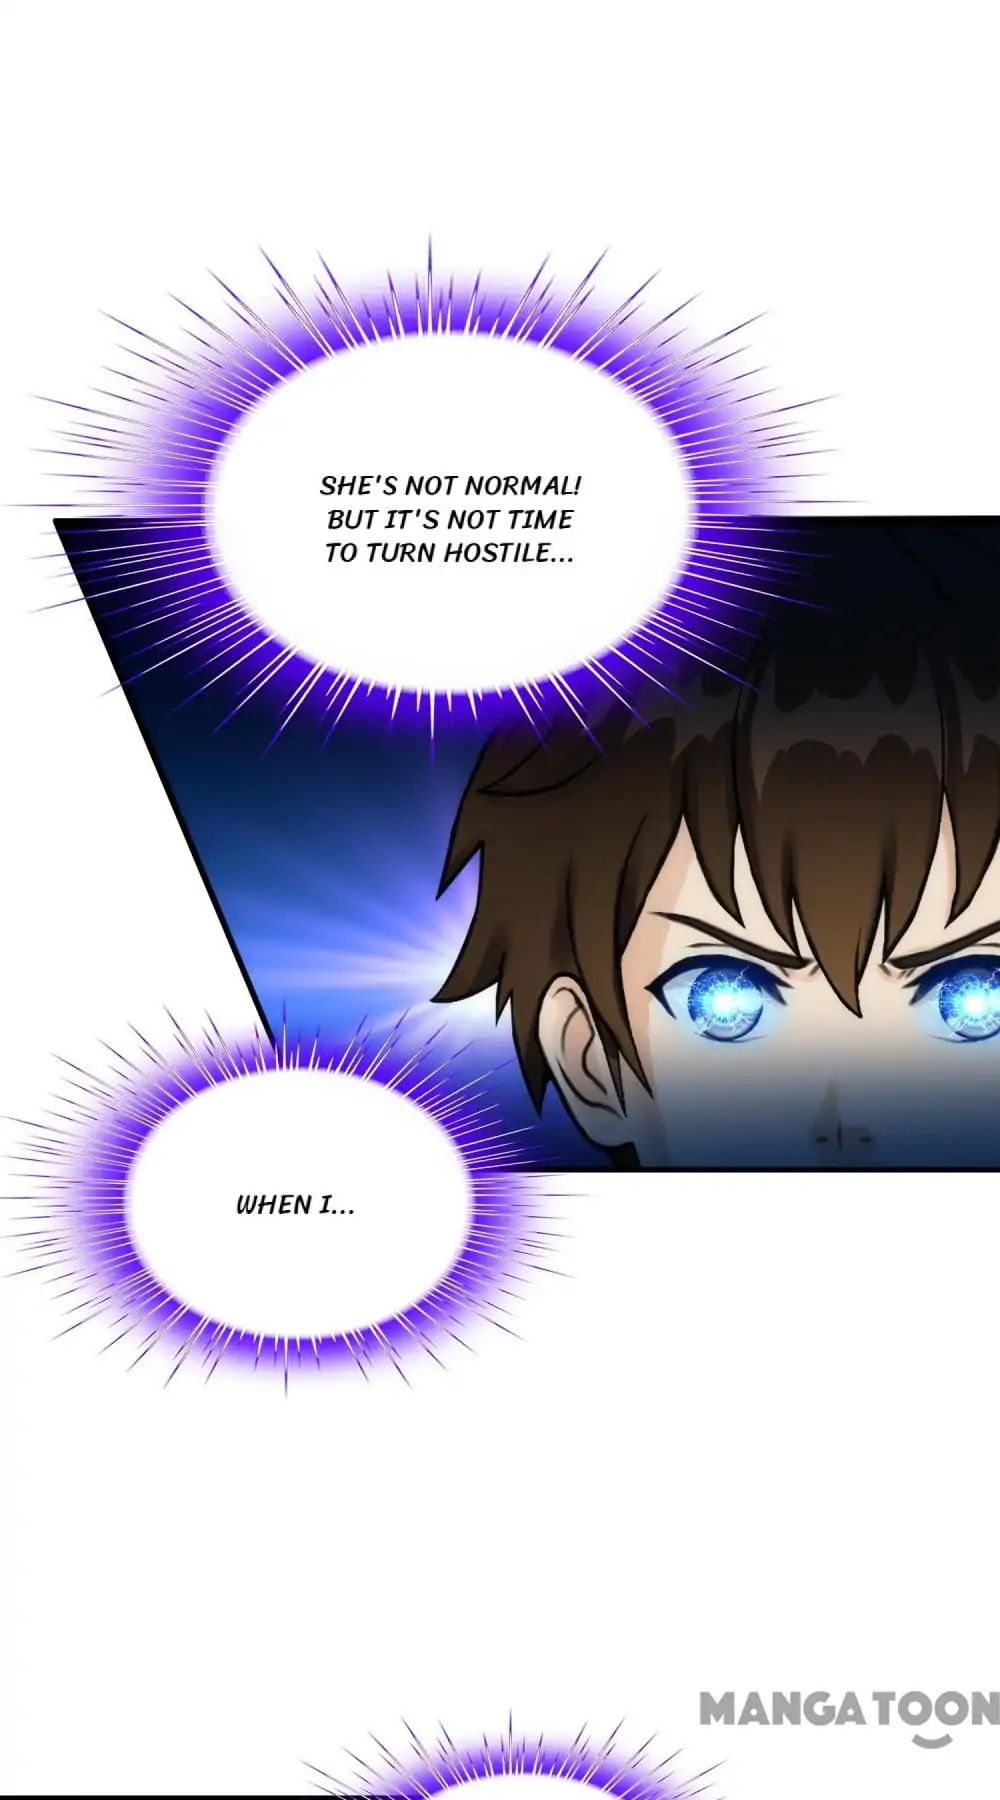 SHE'S NOT NORMAL!
BUT IT'S NOT TIME
TO TURN HOSTILE...
WHEN I...
MANGATOON